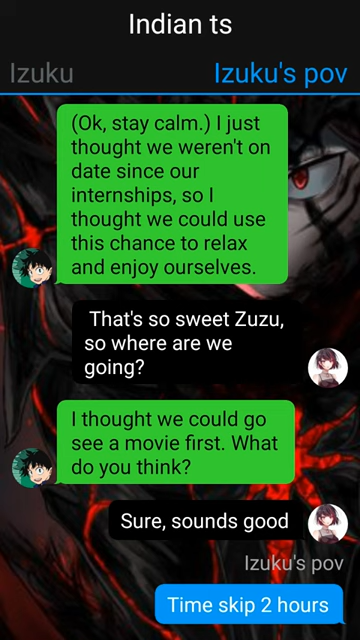 Indian ts
Izuku
Izuku's pov
(Ok, stay calm.) I just
thought we weren't on
date since our
internships, so I
thought we could use
this chance to relax
and enjoy ourselves.
That's so sweet Zuzu,
so where are we
going?
I thought we could go
see a movie first. What
do you think?
Sure, sounds good
Izuku's pov
Time skip 2 hours